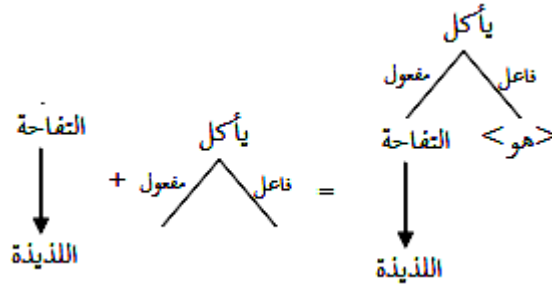 يأكل
فاعل مفعول
<هو> التفاحة
اللذيذة
=
يأكل
فاعل مفعول
+
التفاحة
اللذيذة